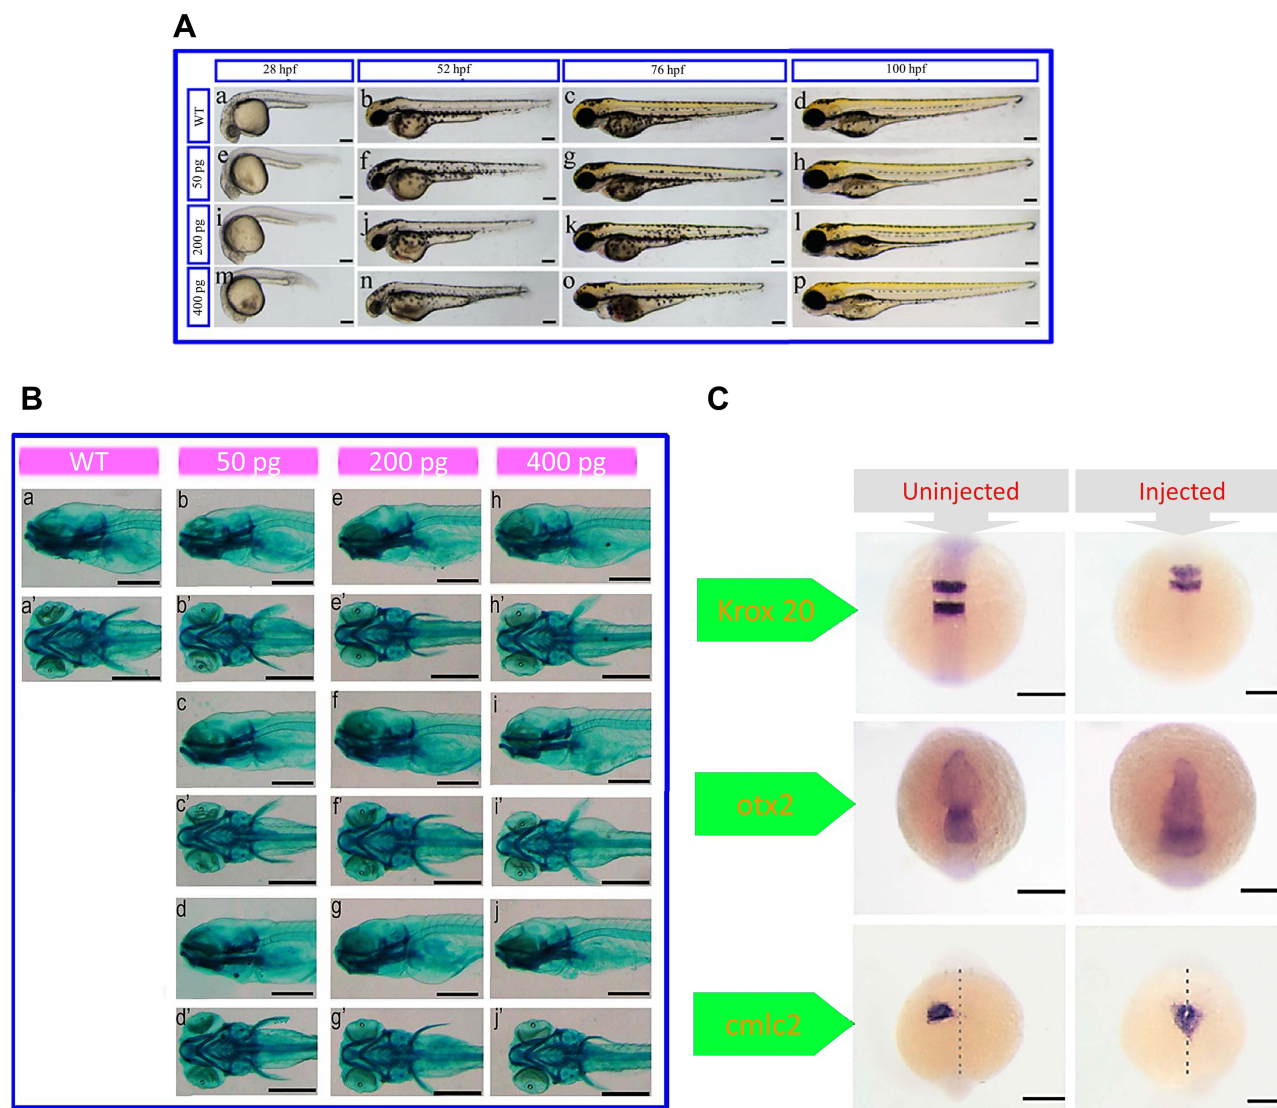 A
28 hpf 52 hpf 76 hpf 100 hpf
WT a b c d
50 pg e f g h
200 pg i j k l
400 pg m n o p
B
WT 50 pg 200 pg 400 pg
a b e h
a' b' e' h'
c f i
c' f' i'
d g j
d' g' j'
C
Uninjected Injected
Krox 20
otx2
cmlc2